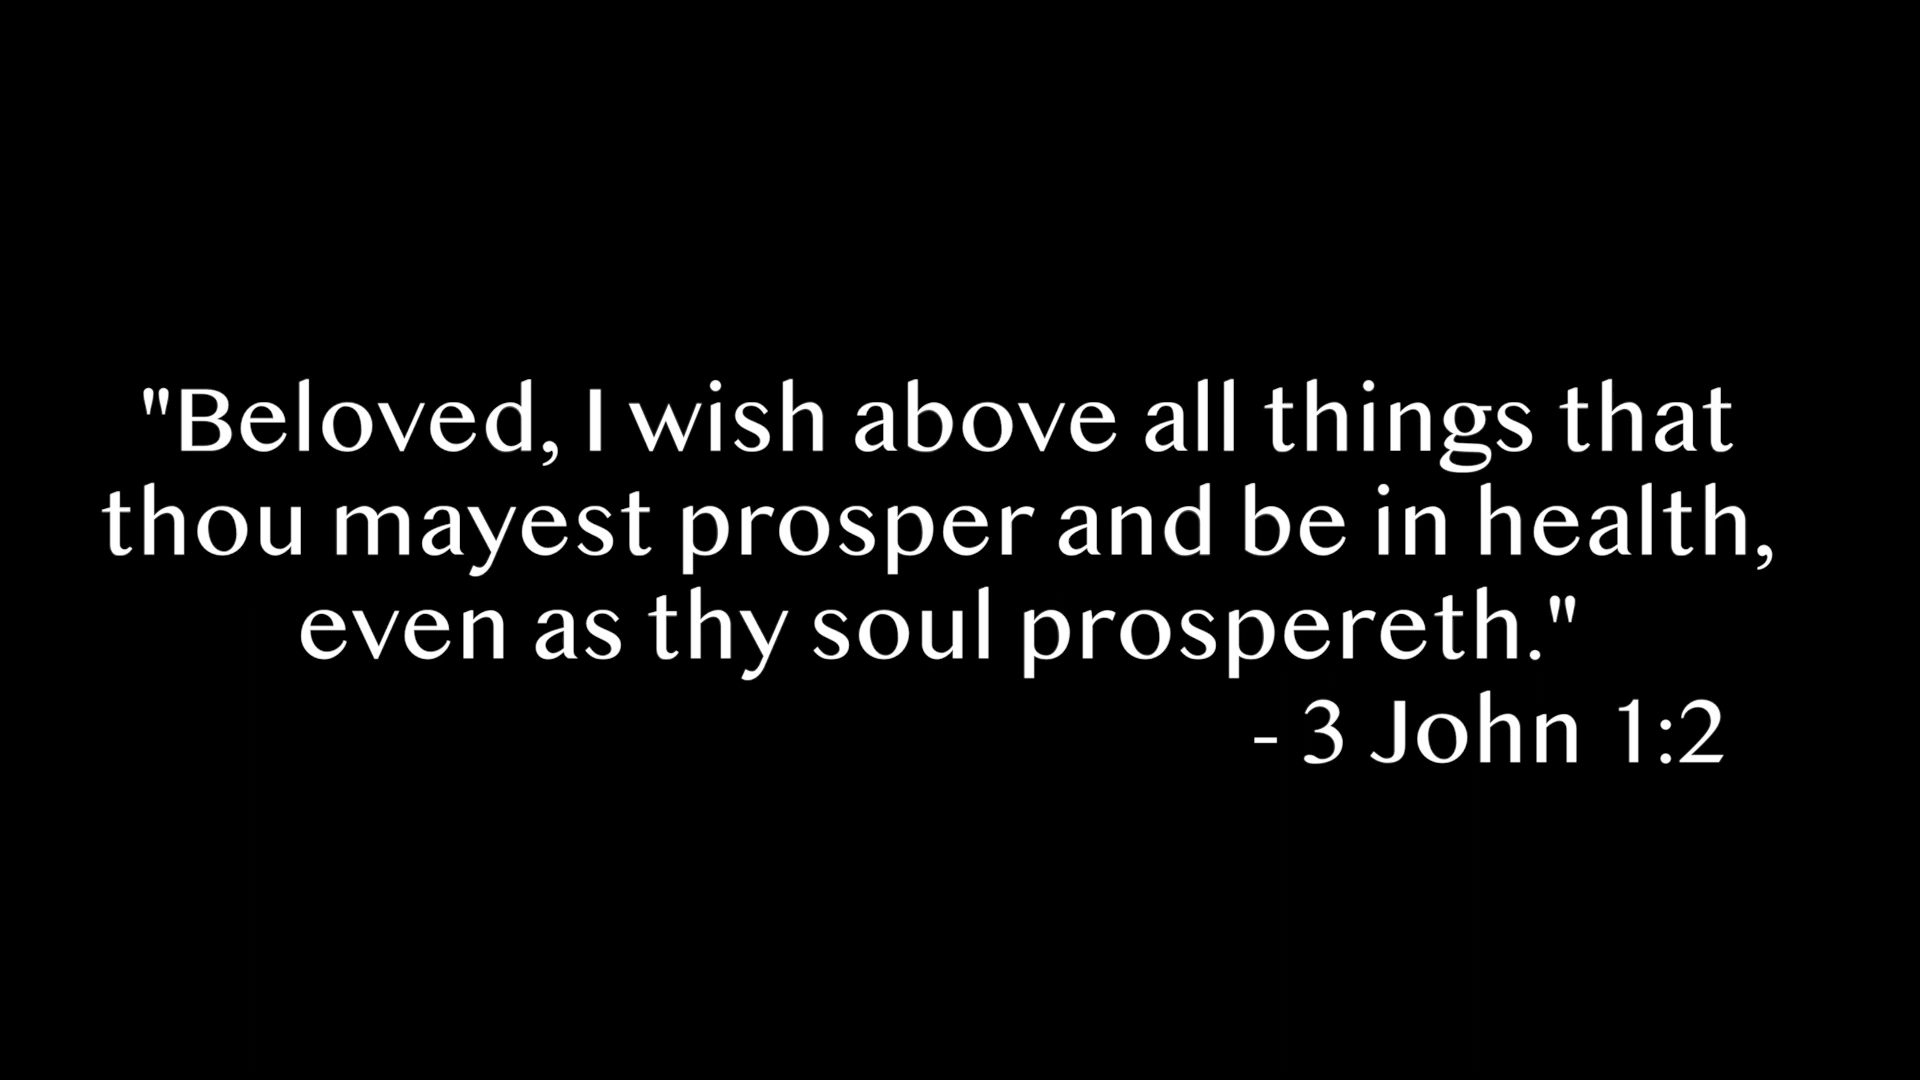 "Beloved, I wish above all things that
thou mayest prosper and be in health,
even as thy soul prospereth."
- 3 John 1:2